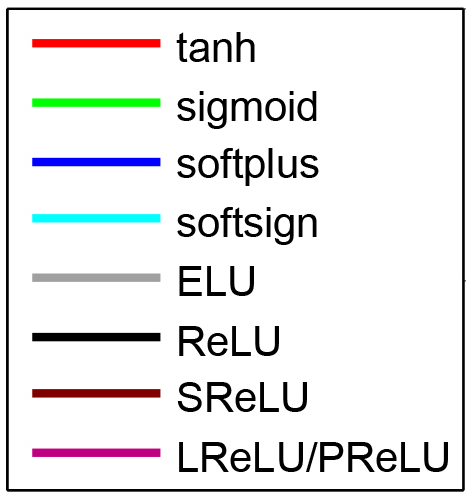 tanh
sigmoid
softplus
softsign
ELU
ReLU
SReLU
LReLU/PReLU